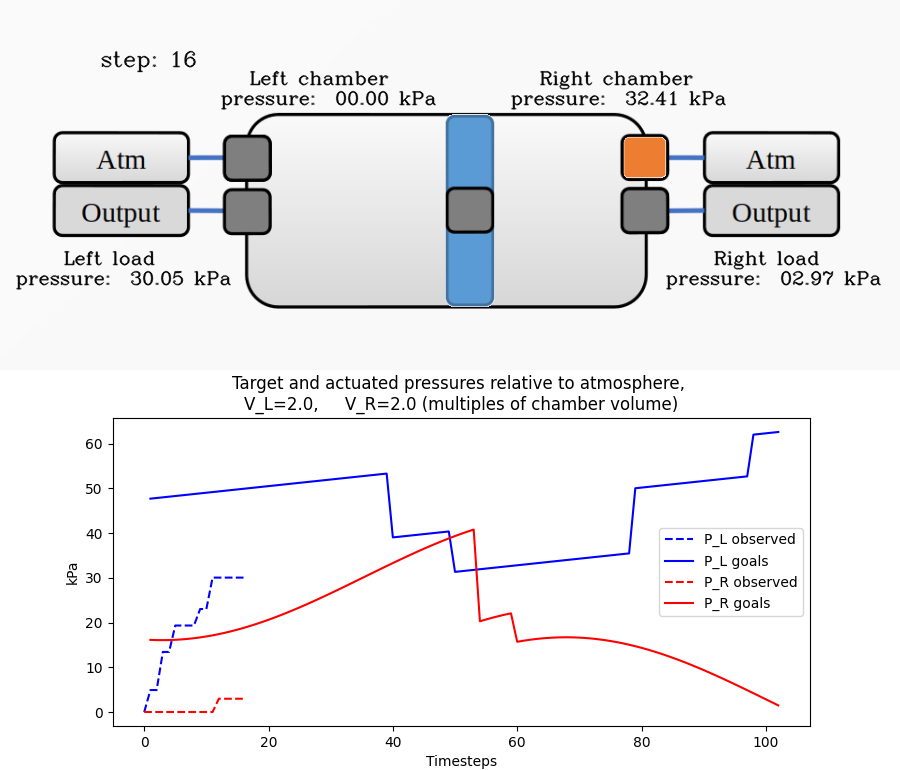 step: 16
Left chamber
pressure: 00.00 kPa
Right chamber
pressure: 32.41 kPa
Atm
Output
Atm
Output
Left load
pressure: 30.05 kPa
Right load
pressure: 02.97 kPa
Target and actuated pressures relative to atmosphere,
V_L=2.0, V_R=2.0 (multiples of chamber volume)
kPa
60
50
40
30
20
10
0
P_L observed
P_L goals
P_R observed
P_R goals
0 20 40 60 80 100
Timesteps